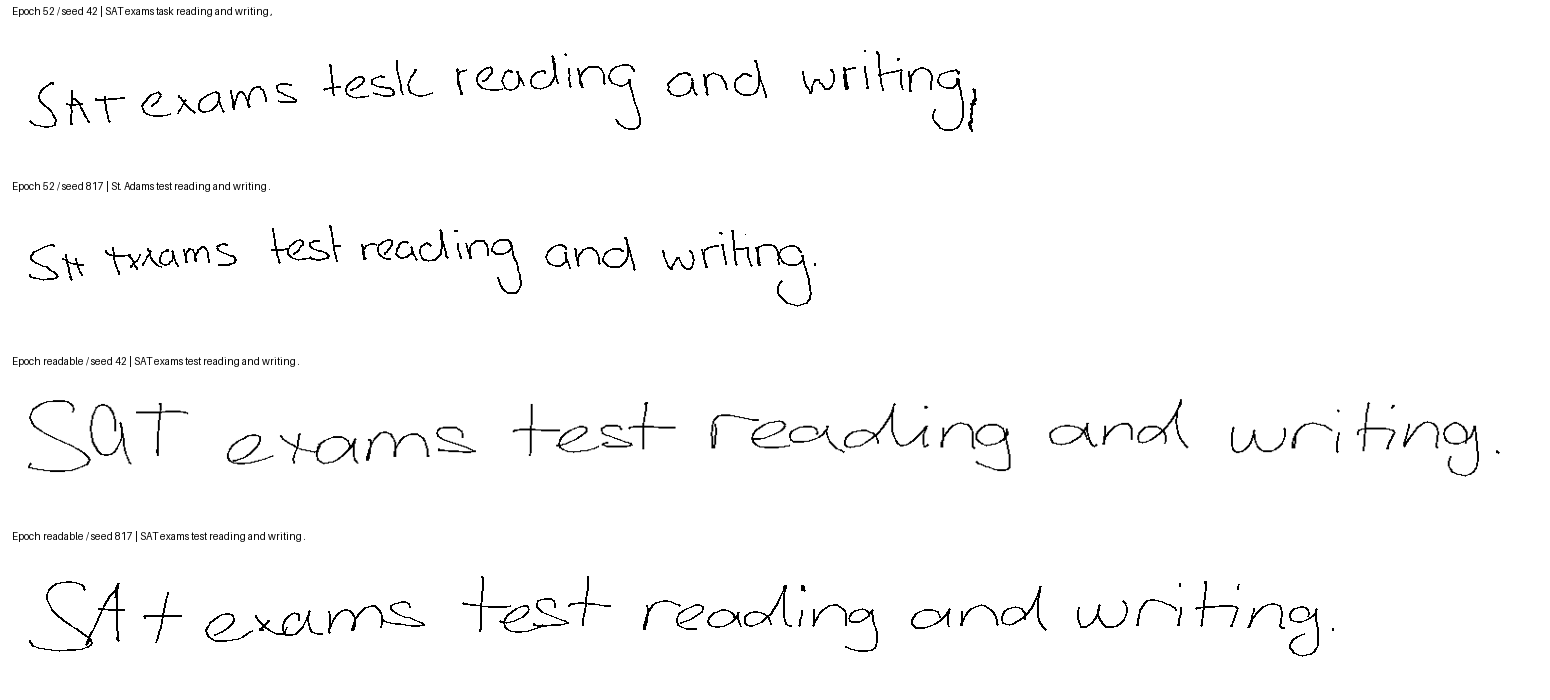 Epoch 52 / seed 42 | SAT exams task reading and writing,
SAT exams tesk reading and writing,
Epoch 52 / seed 817 | St. Adams test reading and writing.
test reading and writing.
Epoch readable / seed 42 | SAT exams test reading and writing.
SaT exams test reading and writing.
Epoch readable / seed 817 | SAT exams test reading and writing.
SAt exams test reading and writing.